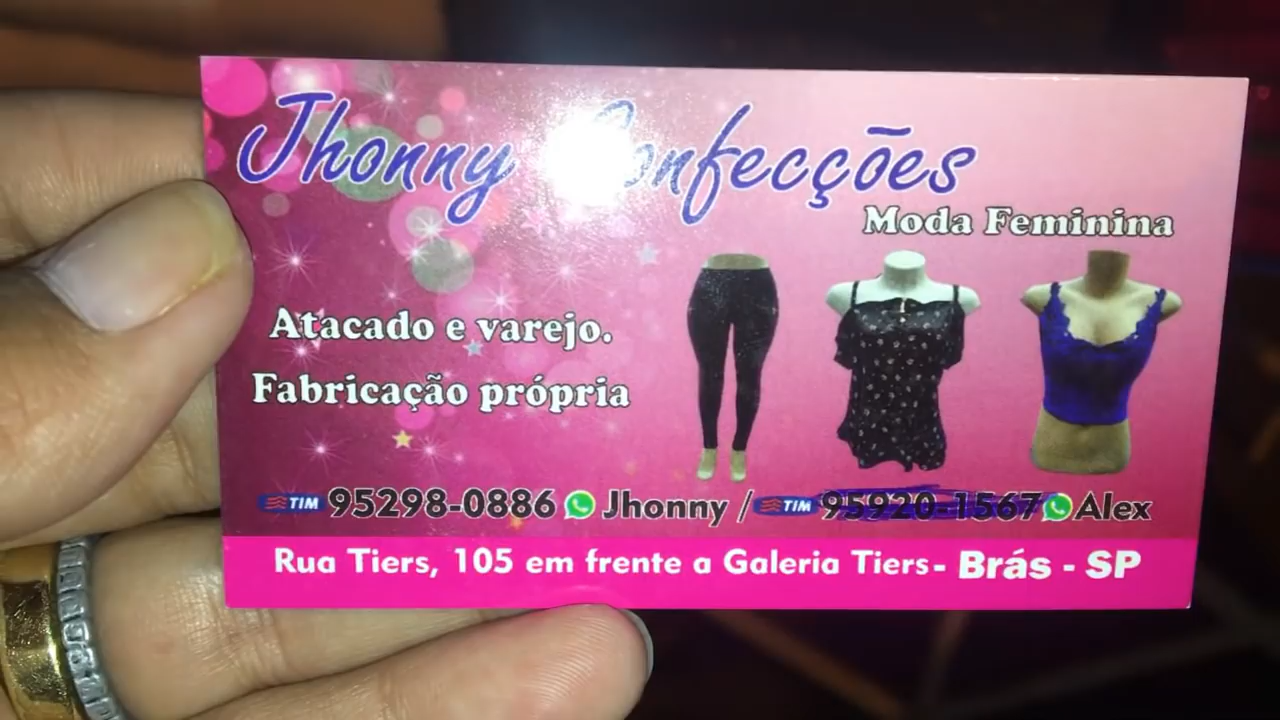 Jhonny Confecções
Moda Feminina
Atacado e varejo.
Fabricação própria
TIM 95298-0886 Jhonny / TIM 95920-1567 Alex
Rua Tiers, 105 em frente a Galeria Tiers- Brás - SP